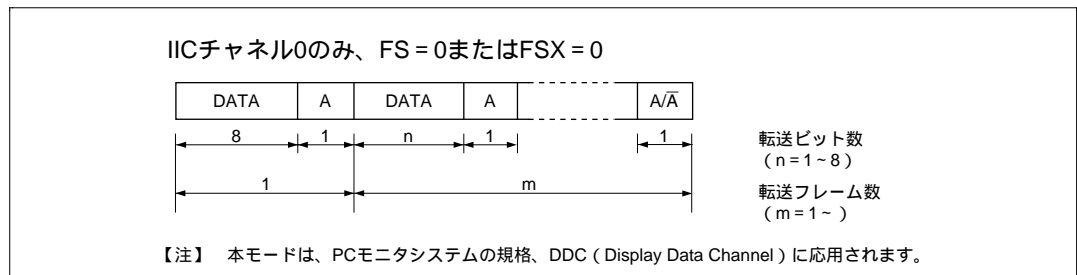 IICチャネル0のみ、FS = 0またはFSX = 0
DATA A DATA A A/A̅
8 1 n 1 1 転送ビット数
(n = 1 ~ 8)
1 m 転送フレーム数
(m = 1 ~ )
【注】 本モードは、PCモニタシステムの規格、DDC(Display Data Channel)に応用されます。